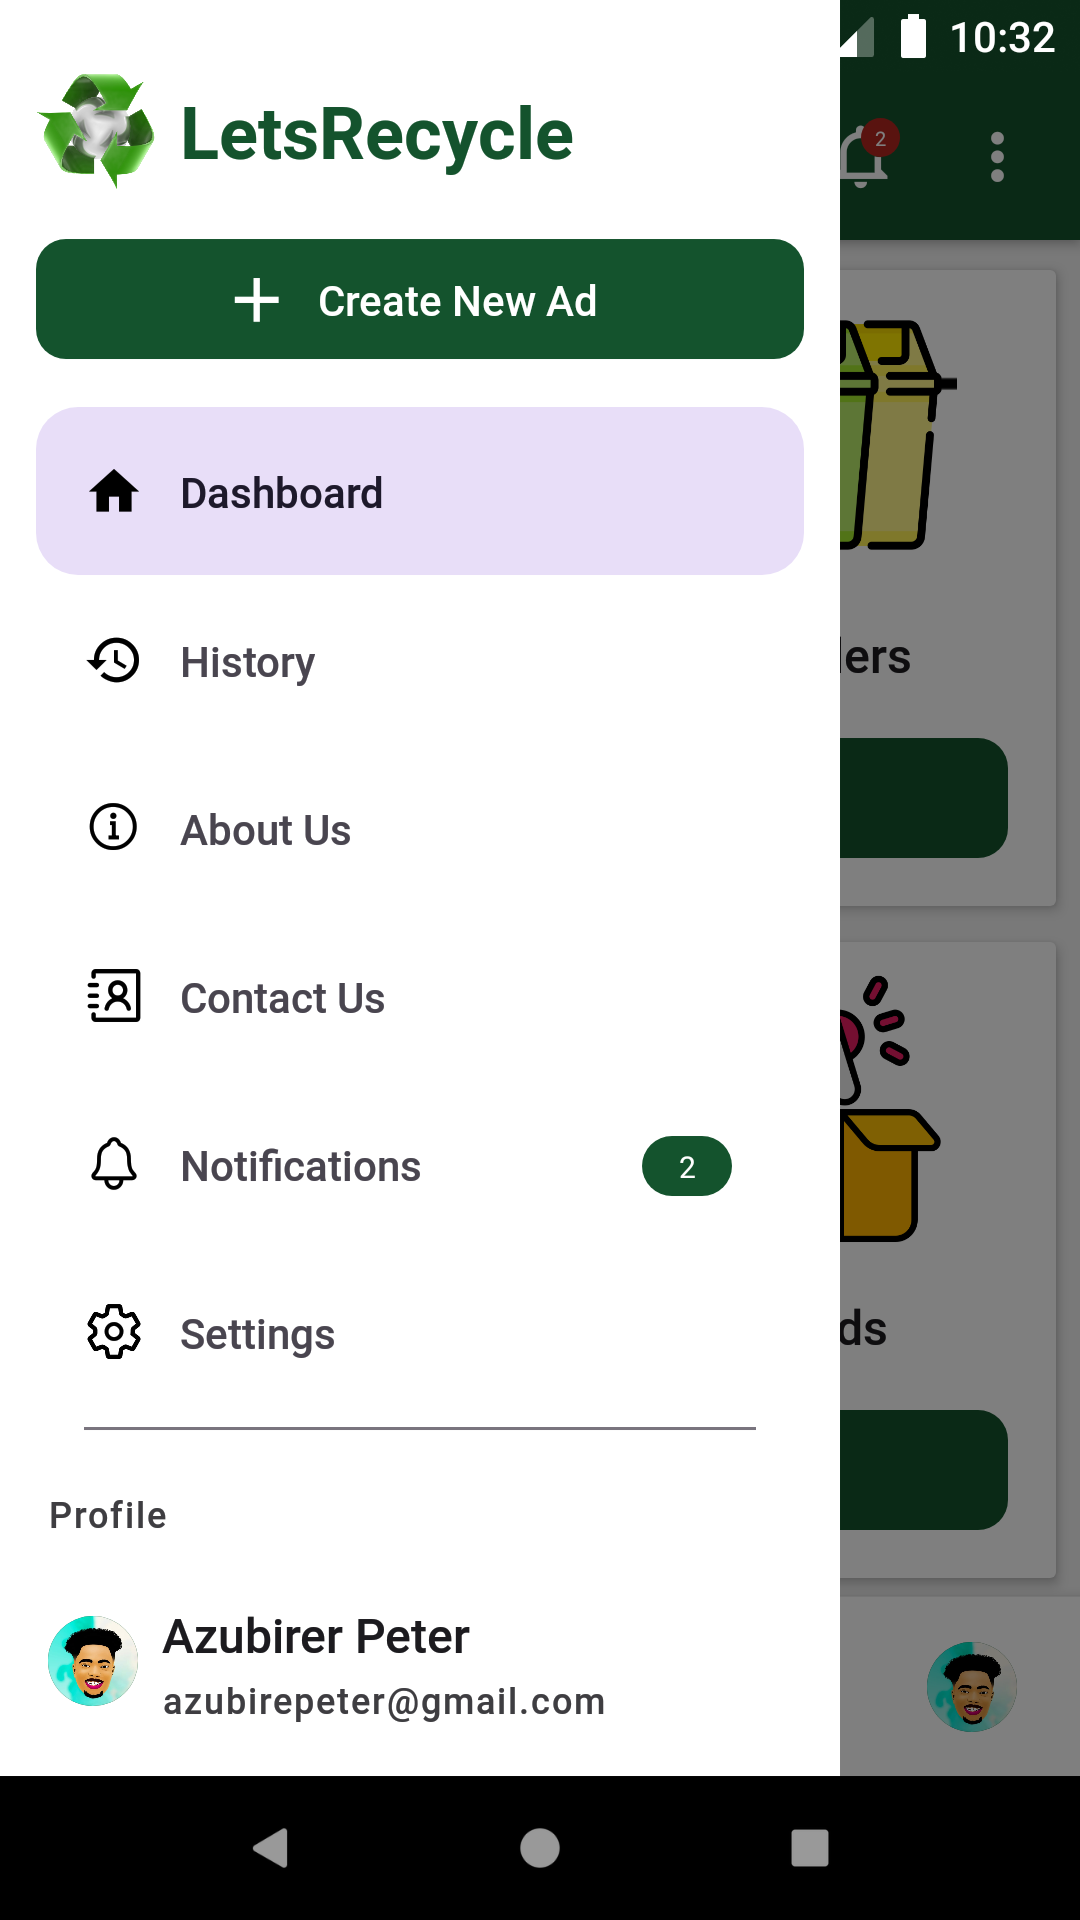 10:32
LetsRecycle
2
Create New Ad
Dashboard
History
ers
About Us
Contact Us
Notifications
2
Settings
ds
Profile
Azubirer Peter
azubirepeter@gmail.com